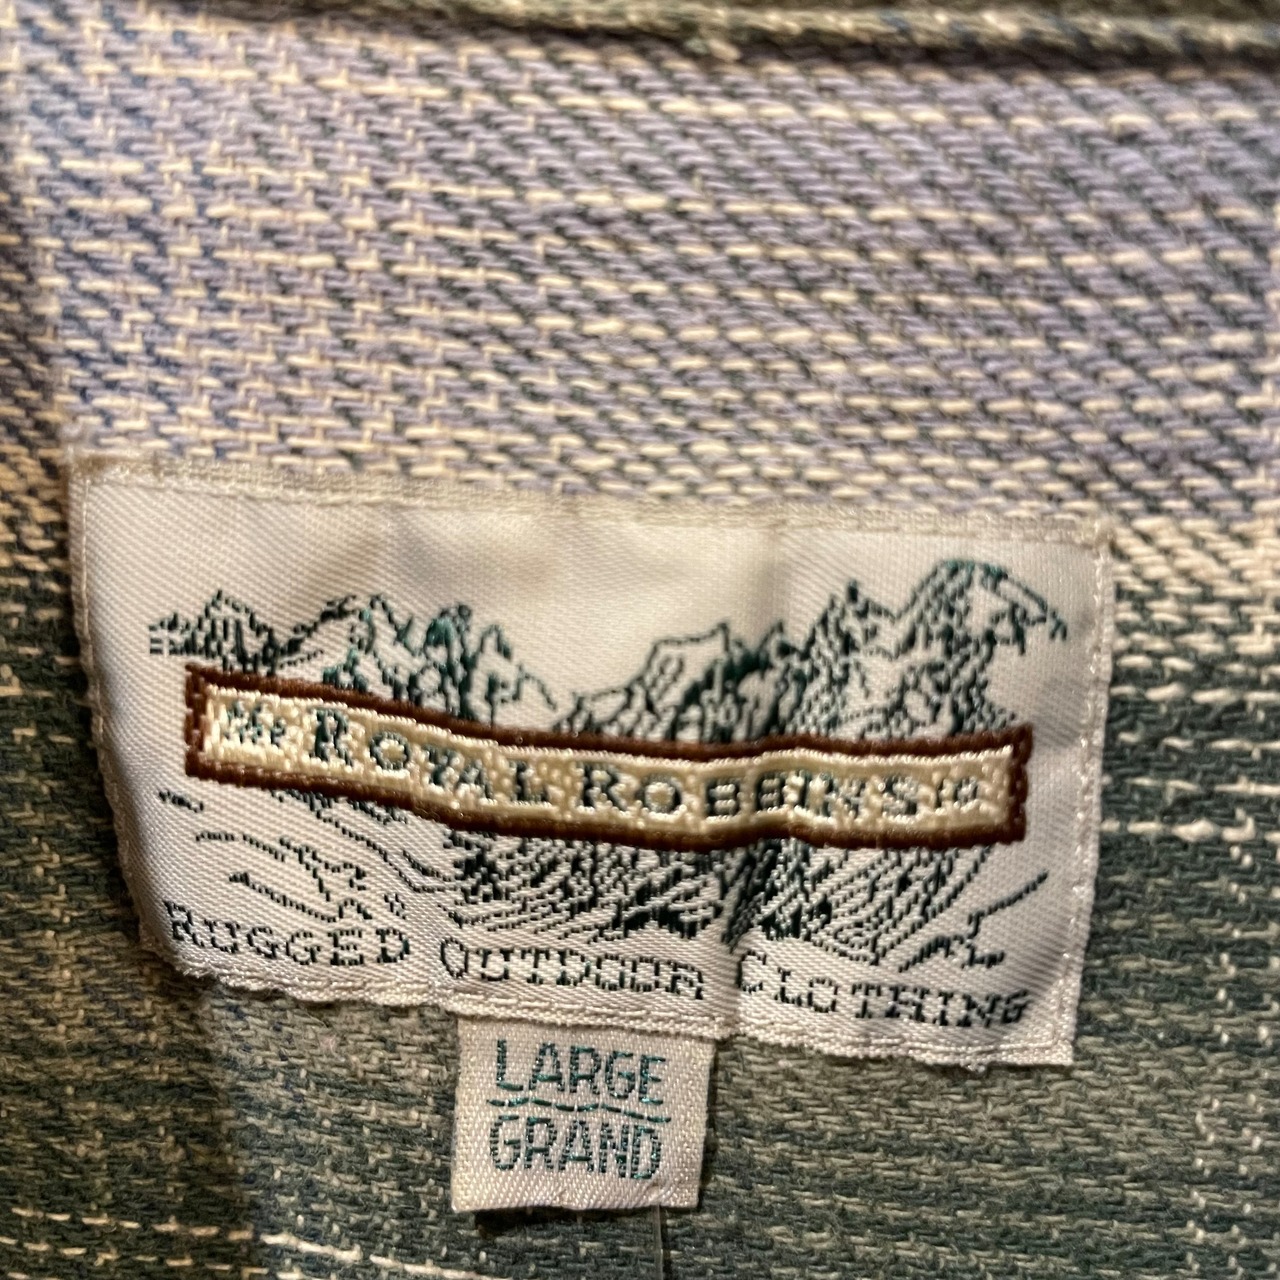 ROYAL ROBBINS®
RUGGED OUTDOOR CLOTHING
LARGE
GRAND